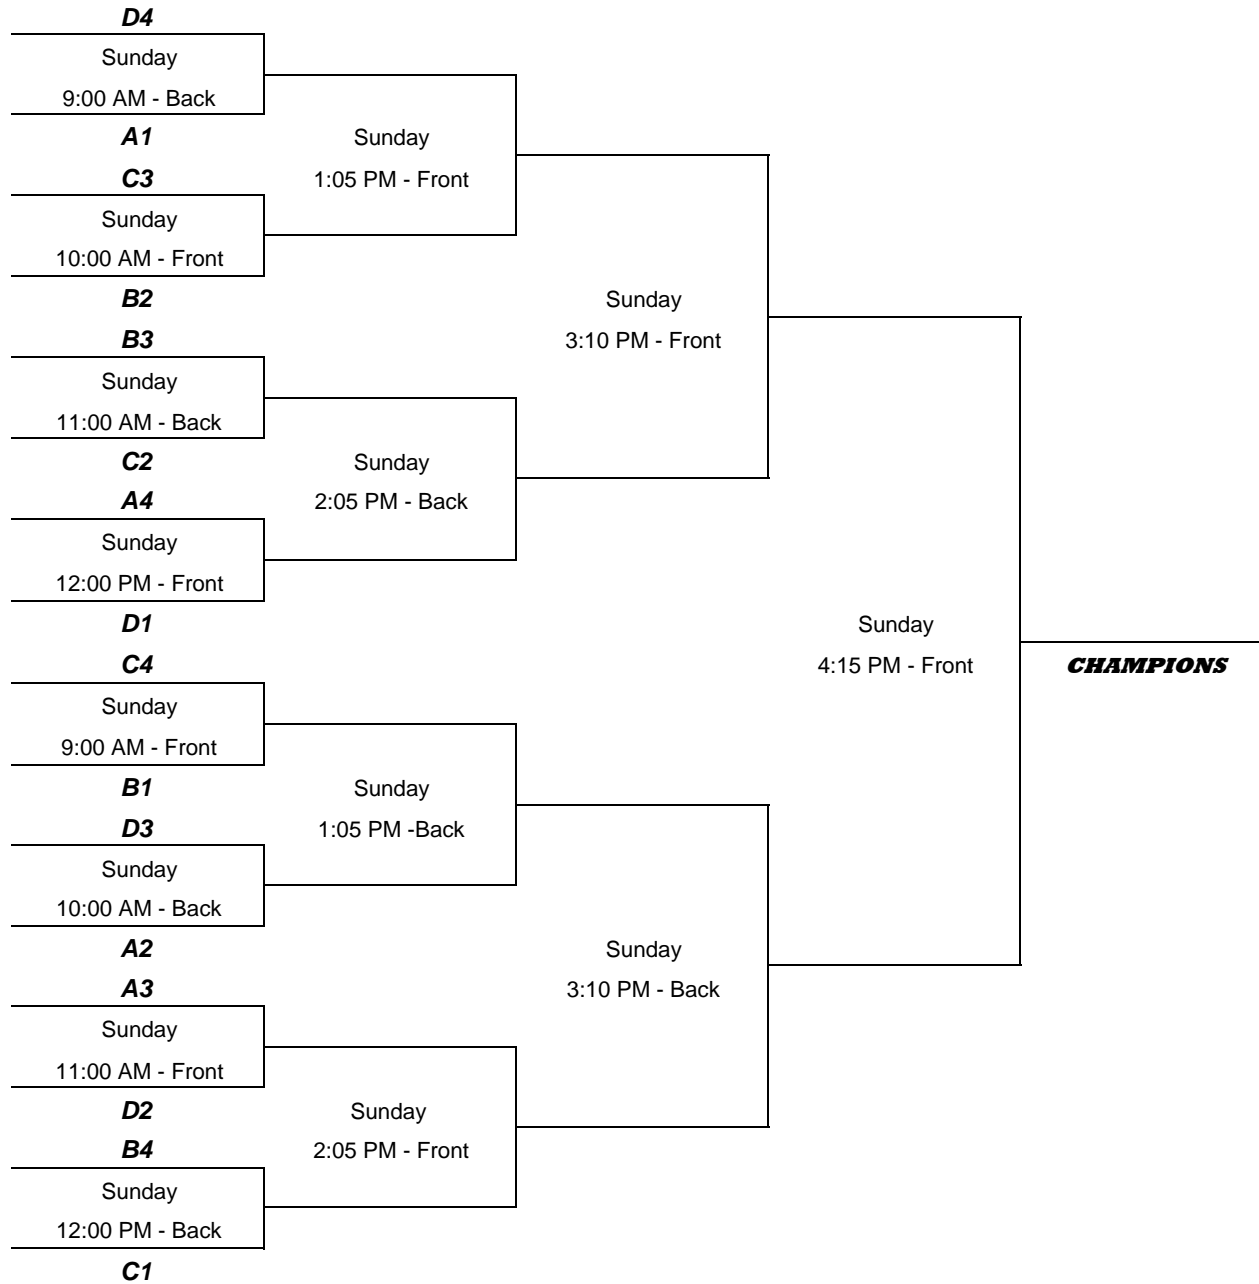 D4
Sunday
9:00 AM - Back
A1
C3
Sunday
10:00 AM - Front
B2
B3
Sunday
11:00 AM - Back
C2
A4
Sunday
12:00 PM - Front
D1
C4
Sunday
9:00 AM - Front
B1
D3
Sunday
10:00 AM - Back
A2
A3
Sunday
11:00 AM - Front
D2
B4
Sunday
12:00 PM - Back
C1
Sunday
1:05 PM - Front
Sunday
2:05 PM - Back
Sunday
1:05 PM -Back
Sunday
2:05 PM - Front
Sunday
3:10 PM - Front
Sunday
3:10 PM - Back
Sunday
4:15 PM - Front
CHAMPIONS